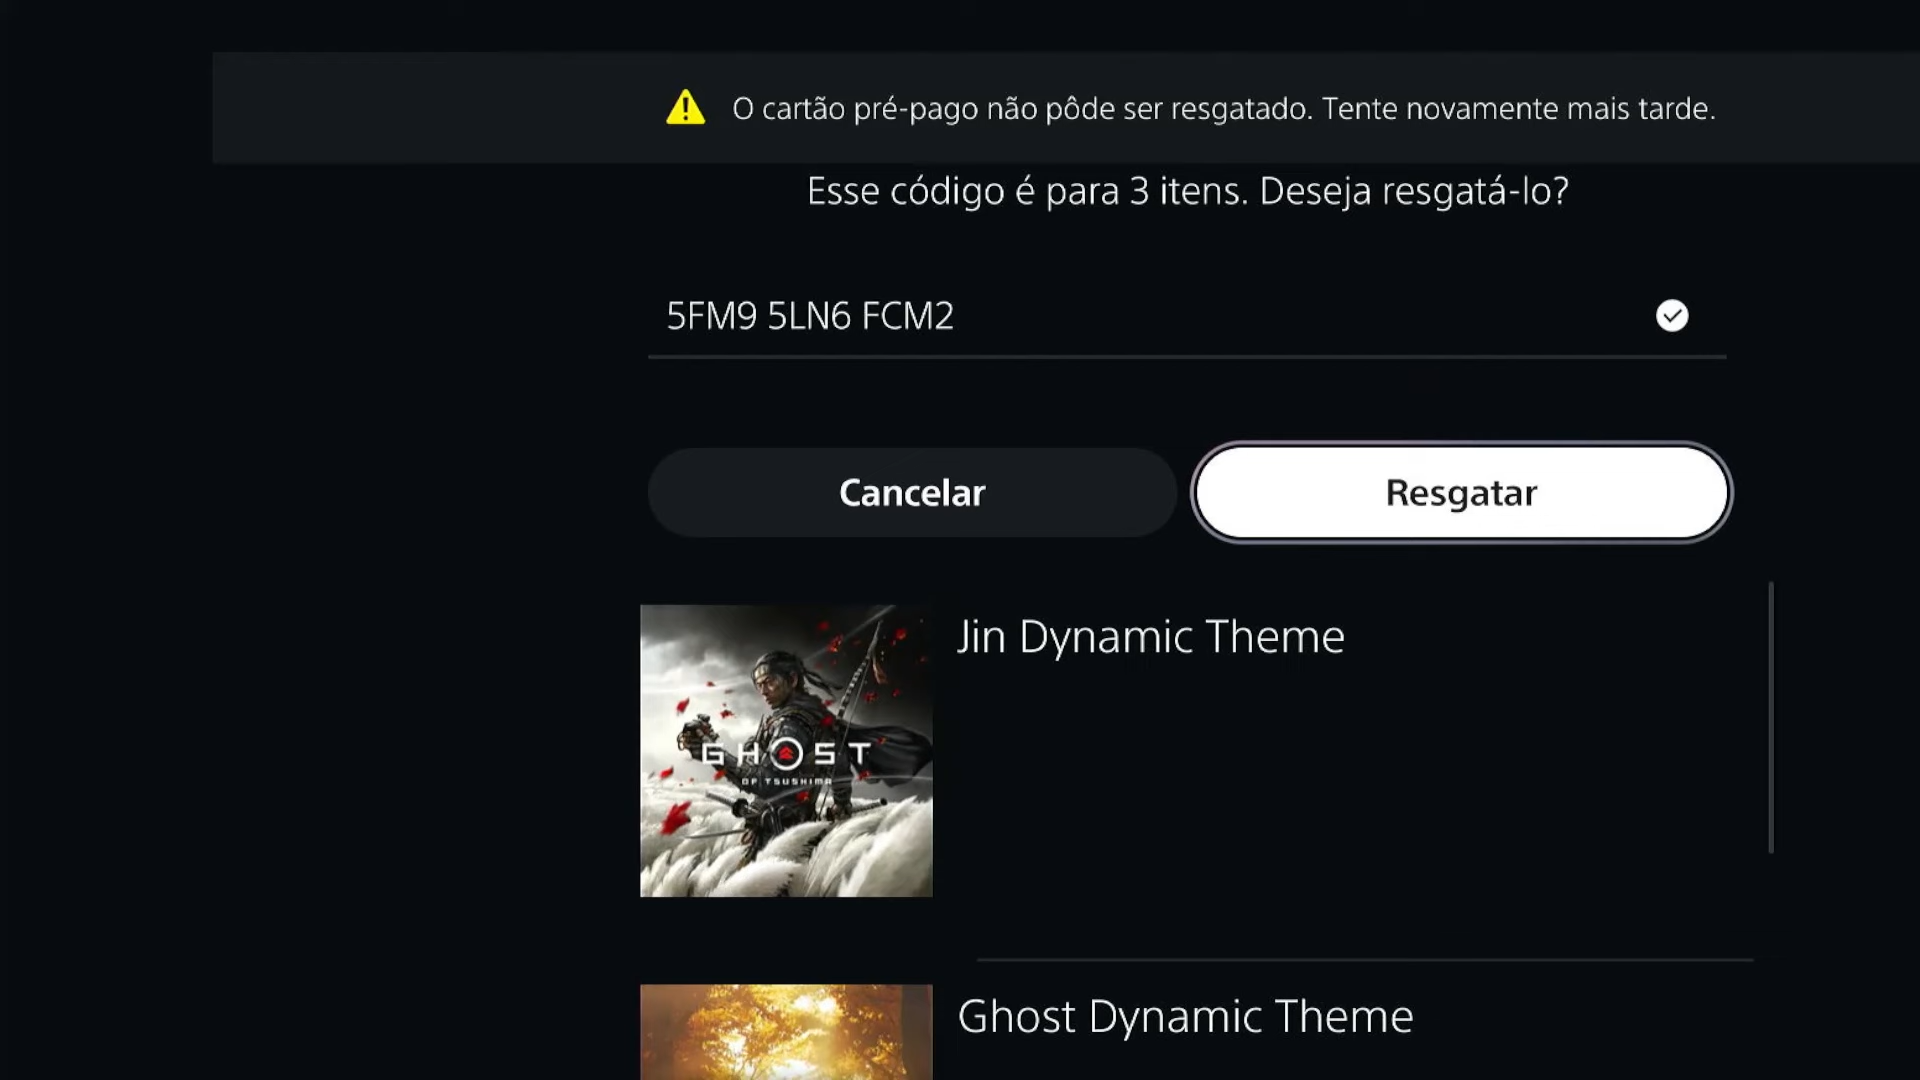 O cartão pré-pago não pôde ser resgatado. Tente novamente mais tarde.
Esse código é para 3 itens. Deseja resgatá-lo?
5FM9 5LN6 FCM2
Cancelar
Resgatar
Jin Dynamic Theme
GHOST
OF TSUSHIMA
Ghost Dynamic Theme